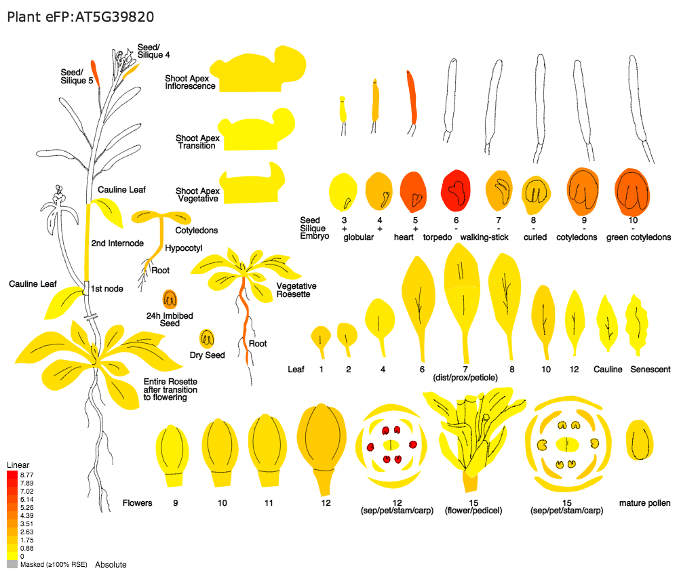 Plant eFP:AT5G39820
Seed/
Silique 4
Seed/
Silique 5
Shoot Apex
Inflorescence
Shoot Apex
Transition
Shoot Apex
Vegetative
Cauline Leaf
Cotyledons
2nd Internode
Hypocotyl
Root
Cauline Leaf
1st node
Vegetative
Roesette
24h Imbibed
Seed
Root
Dry Seed
Entire Rosette
after transition
to flowering
Seed 3 4 5 6 7 8 9 10
Silique + + + - - - - -
Embryo globular heart torpedo walking-stick curled cotyledons green cotyledons
Leaf 1 2 4 6 7 8 10 12 Cauline Senescent
(dist/prox/petiole)
Flowers 9 10 11 12 12 15 15 mature pollen
(sep/pet/stam/carp) (flower/pedicel) (sep/pet/stam/carp)
Linear
8.77
7.89
7.02
6.14
5.26
4.39
3.51
2.63
1.75
0.88
0
Masked (≥100% RSE) Absolute